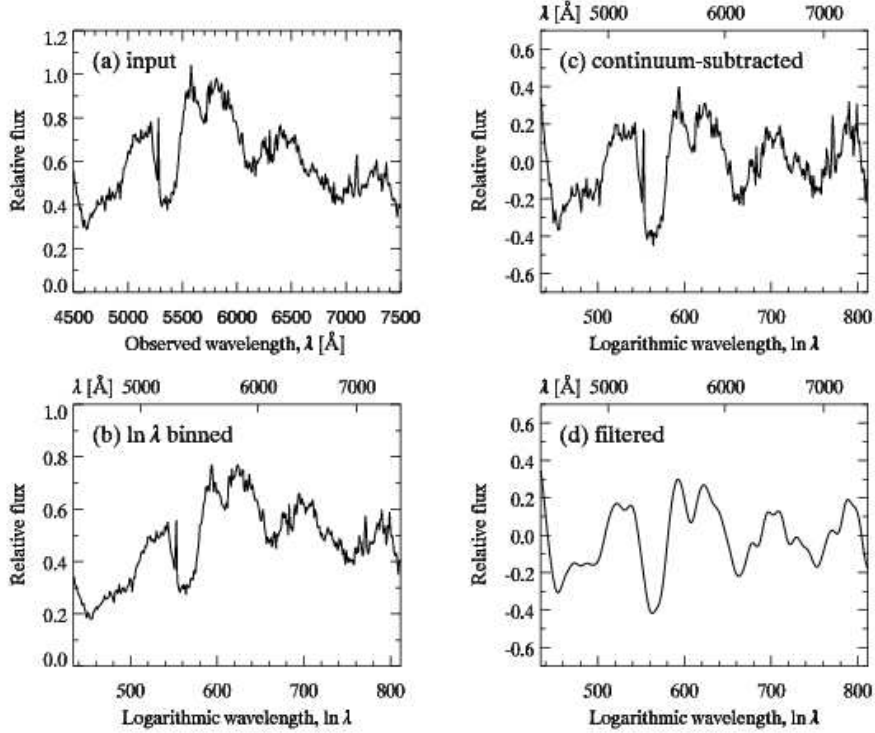 (a) input
1.2
1.0
0.8
0.6
0.4
0.2
0.0
Relative flux
4500 5000 5500 6000 6500 7000 7500
Observed wavelength, λ [Å]
λ [Å] 5000 6000 7000
(b) ln λ binned
1.0
0.8
0.6
0.4
0.2
0.0
Relative flux
500 600 700 800
Logarithmic wavelength, ln λ
λ [Å] 5000 6000 7000
(c) continuum-subtracted
0.6
0.4
0.2
0.0
-0.2
-0.4
-0.6
Relative flux
500 600 700 800
Logarithmic wavelength, ln λ
λ [Å] 5000 6000 7000
(d) filtered
0.6
0.4
0.2
0.0
-0.2
-0.4
-0.6
Relative flux
500 600 700 800
Logarithmic wavelength, ln λ